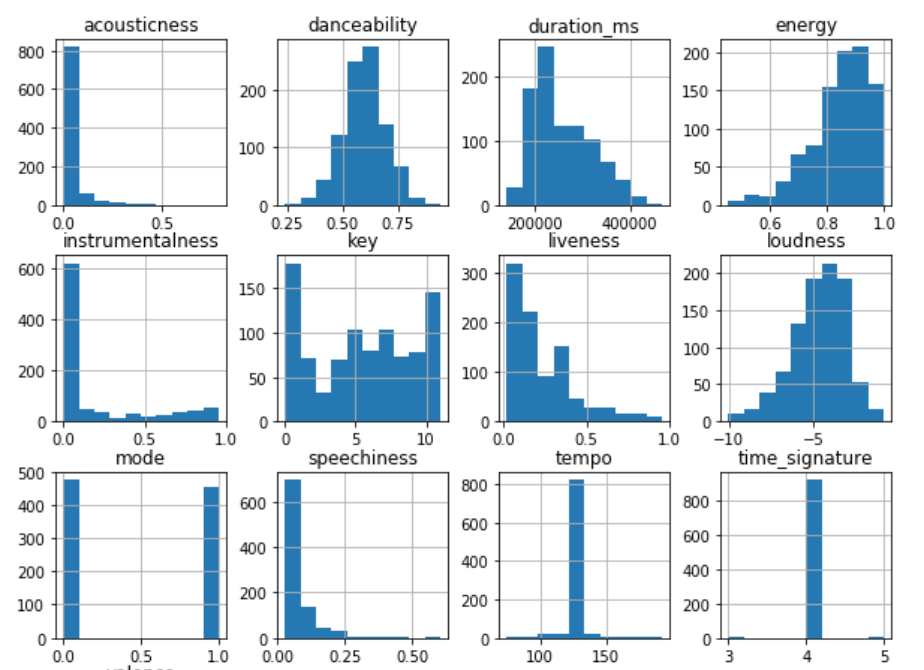 acousticness danceability duration_ms energy
800 600 400 200 0
200 100 0
200 100 0
200 150 100 50 0
0.0 0.5
0.25 0.50 0.75
200000 400000
0.6 0.8 1.0
instrumentalness key liveness loudness
600 400 200 0
150 100 50 0
300 200 100 0
200 150 100 50 0
0.0 0.5 1.0
0 5 10
0.0 0.5 1.0
−10 −5
mode speechiness tempo time_signature
500 400 300 200 100 0
600 400 200 0
800 600 400 200 0
800 600 400 200 0
0.0 0.5 1.0
0.00 0.25 0.50
100 150
3 4 5